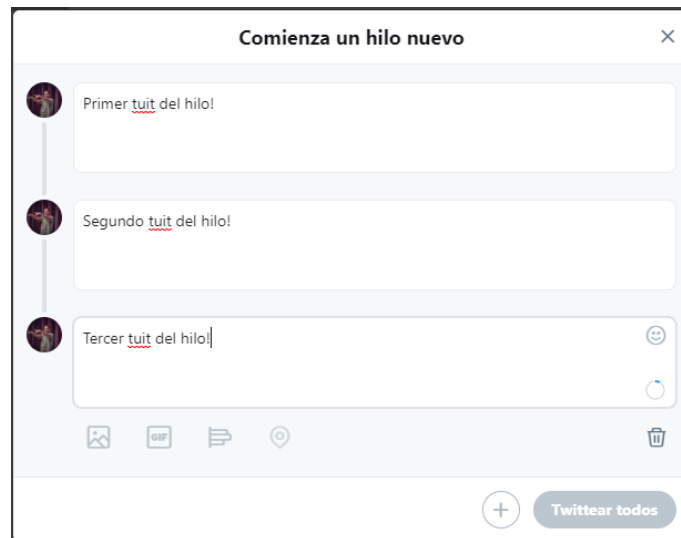 Comienza un hilo nuevo
Primer tuit del hilo!
Segundo tuit del hilo!
Tercer tuit del hilo!
GIF
Twittear todos